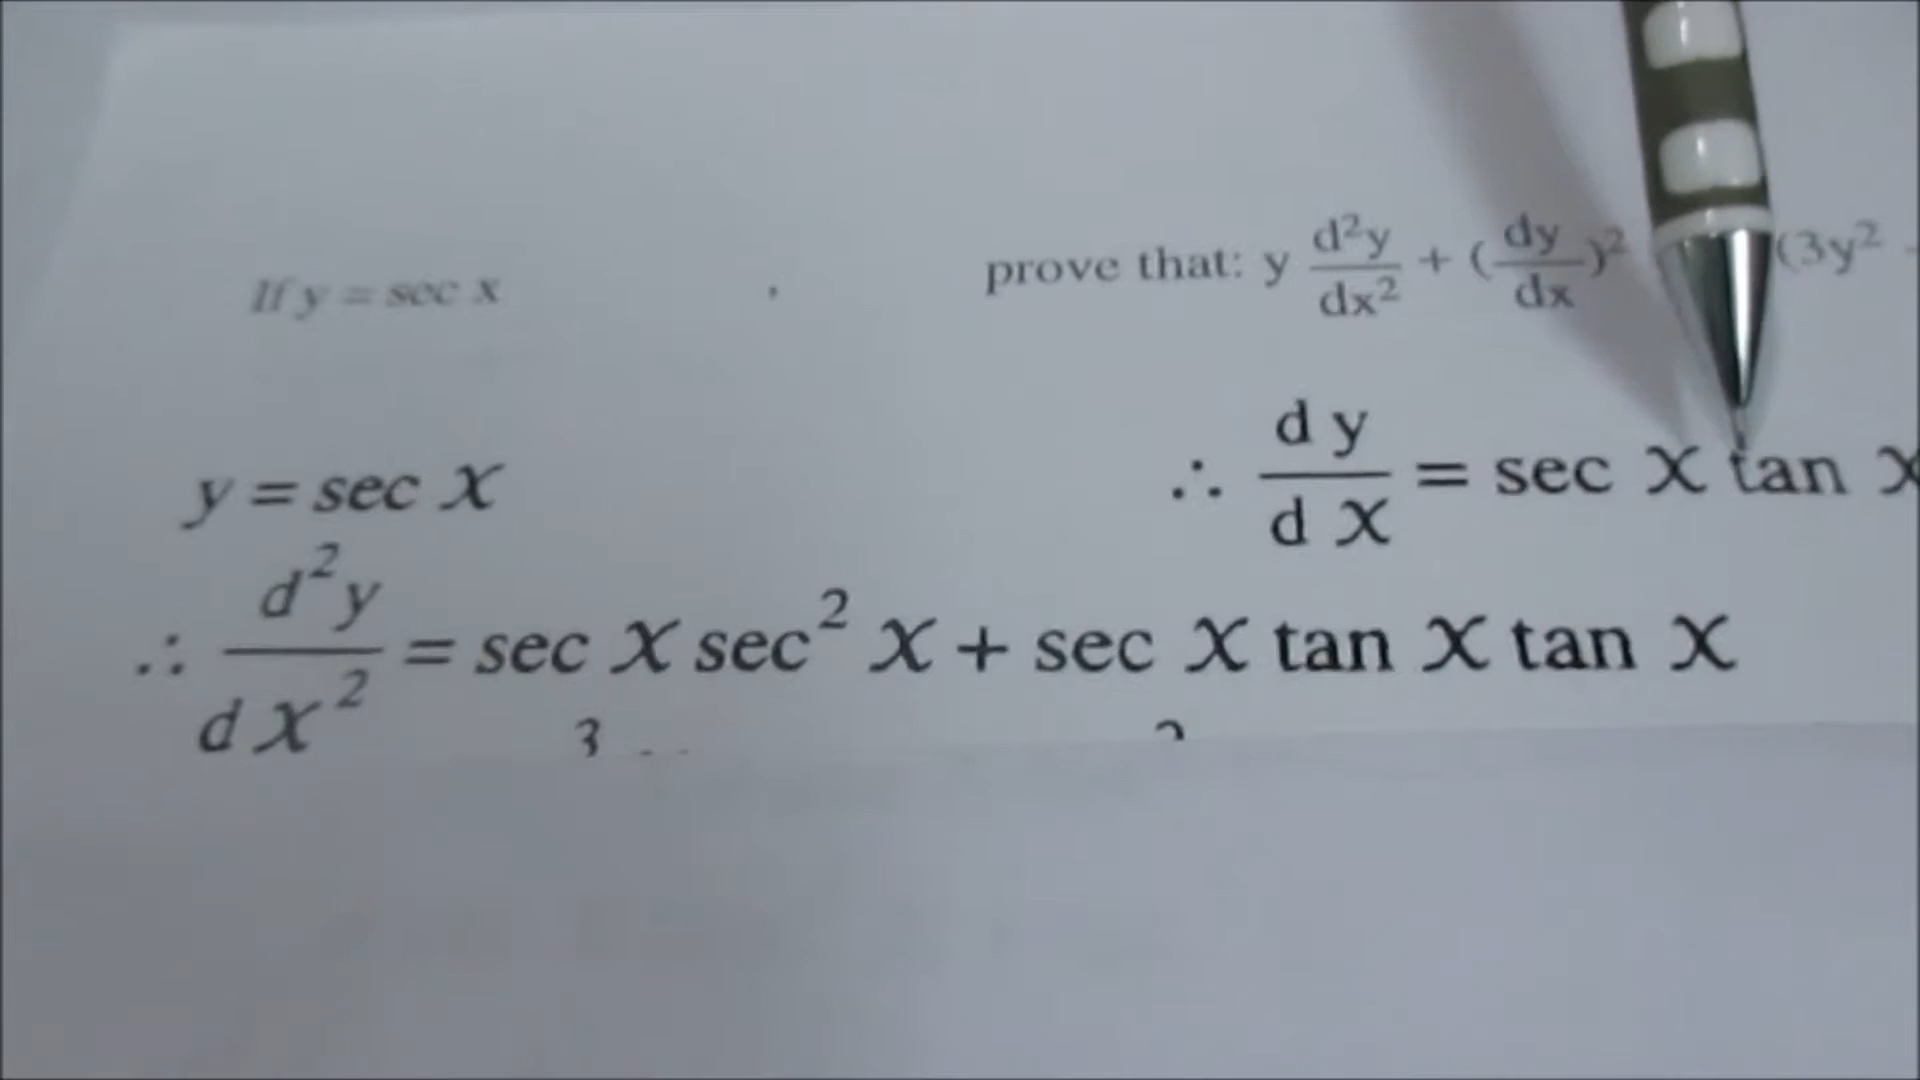 If y = sec x , prove that: y d²y/dx² + (dy/dx)² (3y² -
y = sec x ∴ dy/dx = sec x tan x
∴ d²y/dx² = sec x sec² x + sec x tan x tan x
3